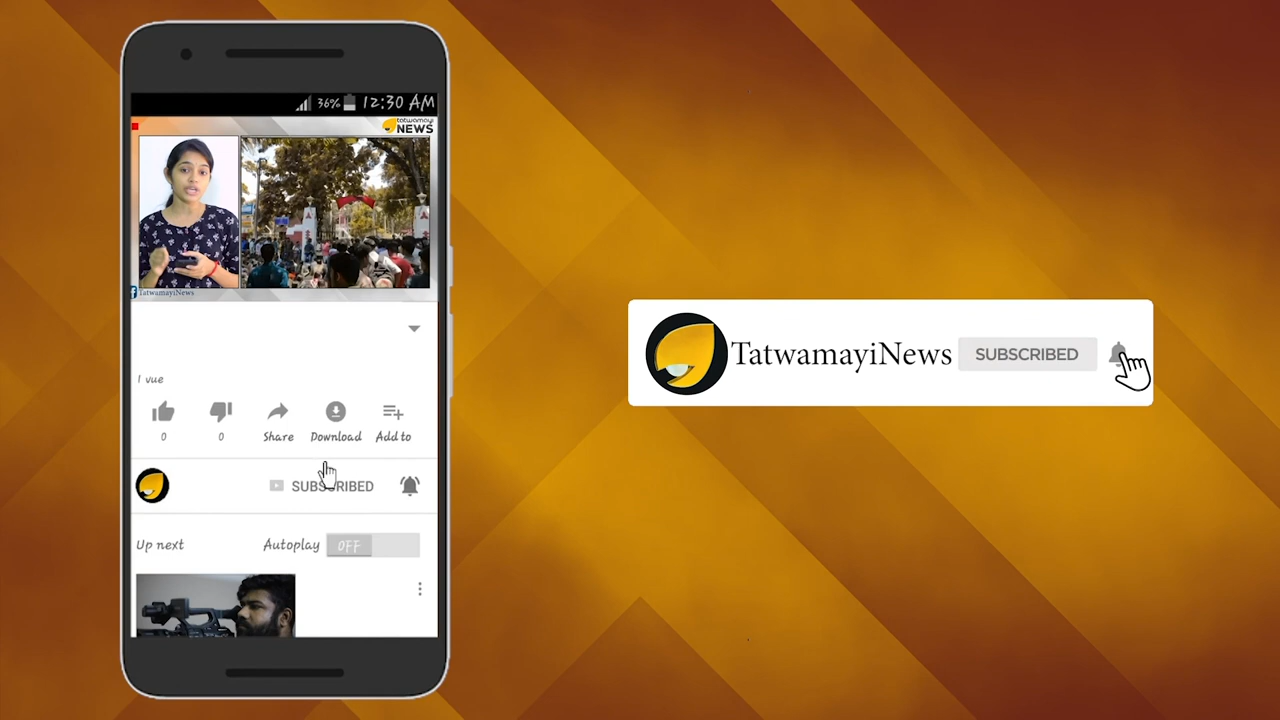 36% 12:30 AM
tatwamayi
NEWS
TatwamayiNews
1 vue
0 0 Share Download Add to
SUBSCRIBED
Up next Autoplay OFF
TatwamayiNews SUBSCRIBED